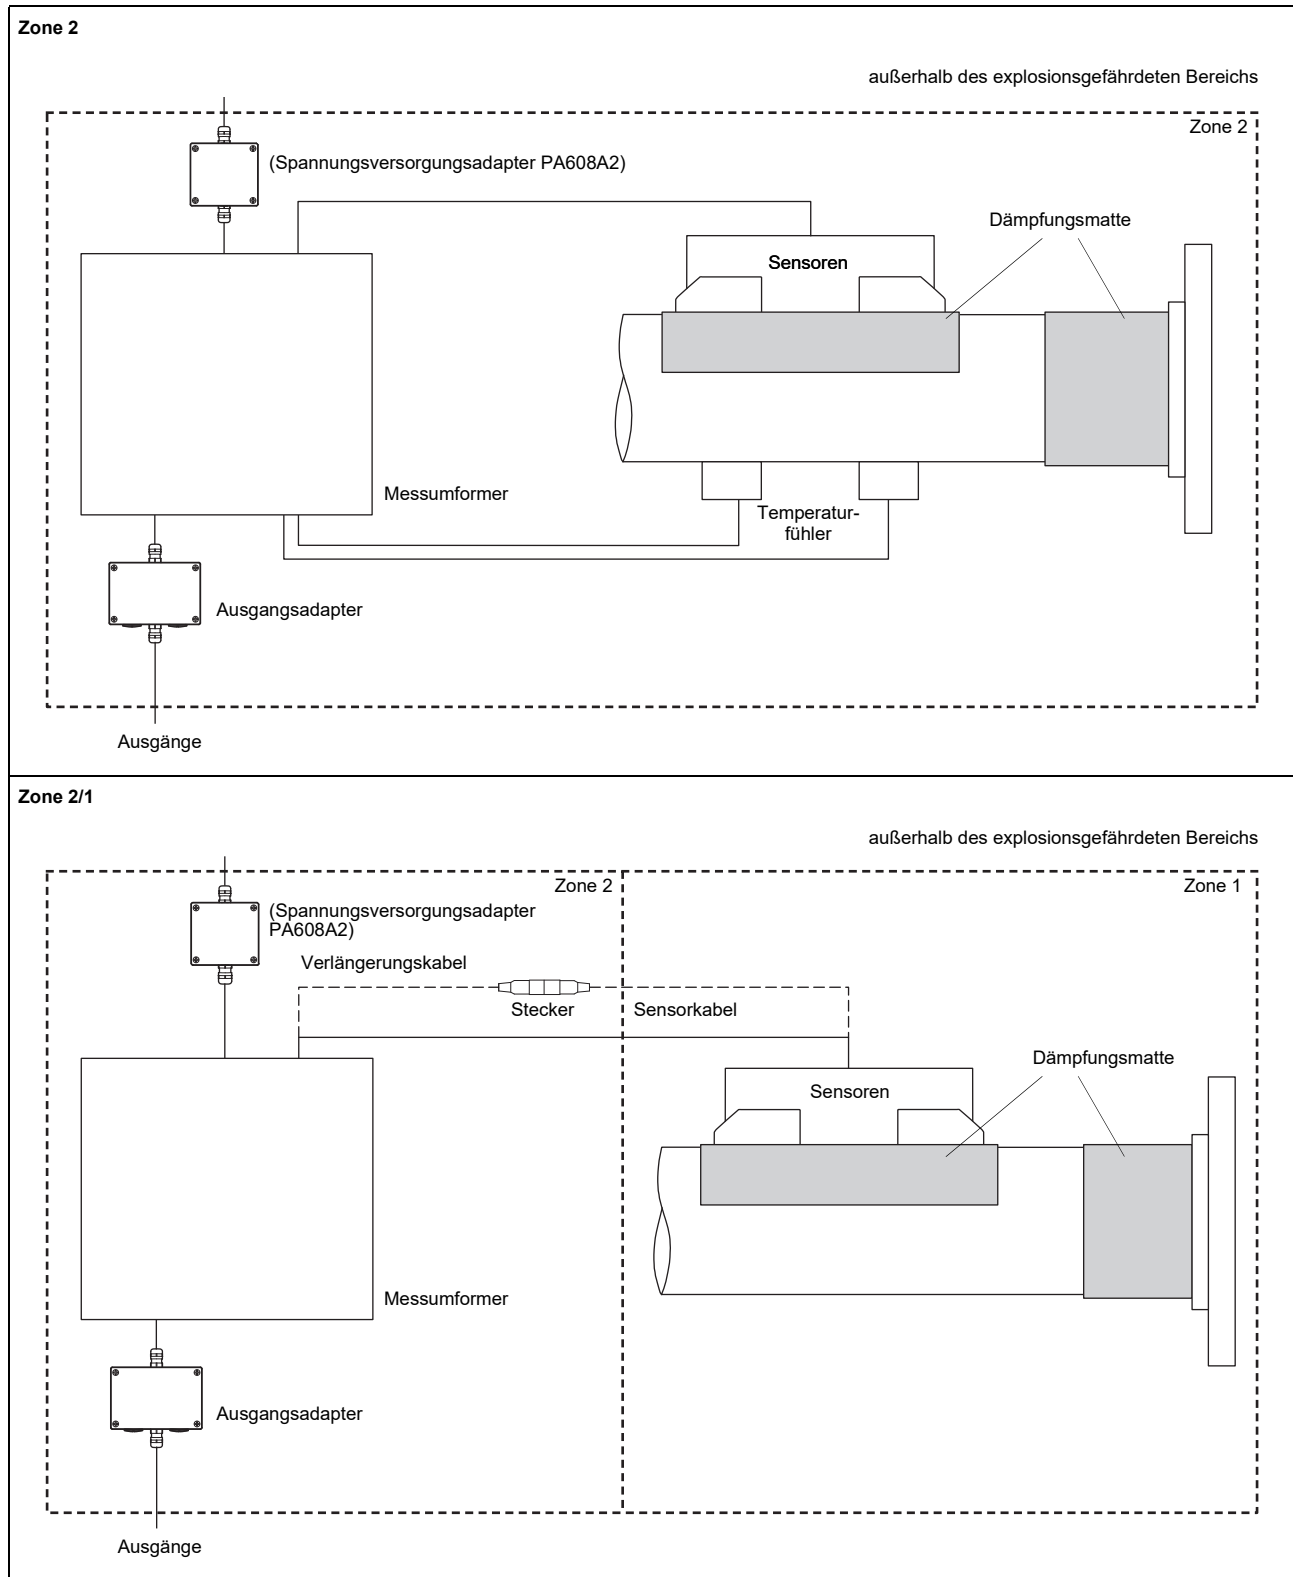 Zone 2
außerhalb des explosionsgefährdeten Bereichs
Zone 2
(Spannungsversorgungsadapter PA608A2)
Dämpfungsmatte
Sensoren
Messumformer
Temperatur-
fühler
Ausgangsadapter
Ausgänge
Zone 2/1
außerhalb des explosionsgefährdeten Bereichs
Zone 2
Zone 1
(Spannungsversorgungsadapter
PA608A2)
Verlängerungskabel
Stecker
Sensorkabel
Dämpfungsmatte
Sensoren
Messumformer
Ausgangsadapter
Ausgänge